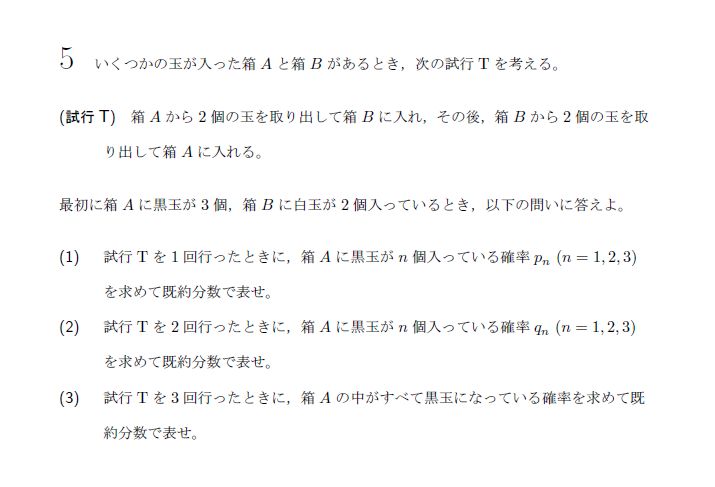 5 いくつかの玉が入った箱 A と箱 B があるとき，次の試行 T を考える。
(試行 T) 箱 A から 2 個の玉を取り出して箱 B に入れ，その後，箱 B から 2 個の玉を取
り出して箱 A に入れる。
最初に箱 A に黒玉が 3 個，箱 B に白玉が 2 個入っているとき，以下の問いに答えよ。
(1) 試行 T を 1 回行ったときに，箱 A に黒玉が n 個入っている確率 pₙ (n = 1, 2, 3)
を求めて既約分数で表せ。
(2) 試行 T を 2 回行ったときに，箱 A に黒玉が n 個入っている確率 qₙ (n = 1, 2, 3)
を求めて既約分数で表せ。
(3) 試行 T を 3 回行ったときに，箱 A の中がすべて黒玉になっている確率を求めて既
約分数で表せ。